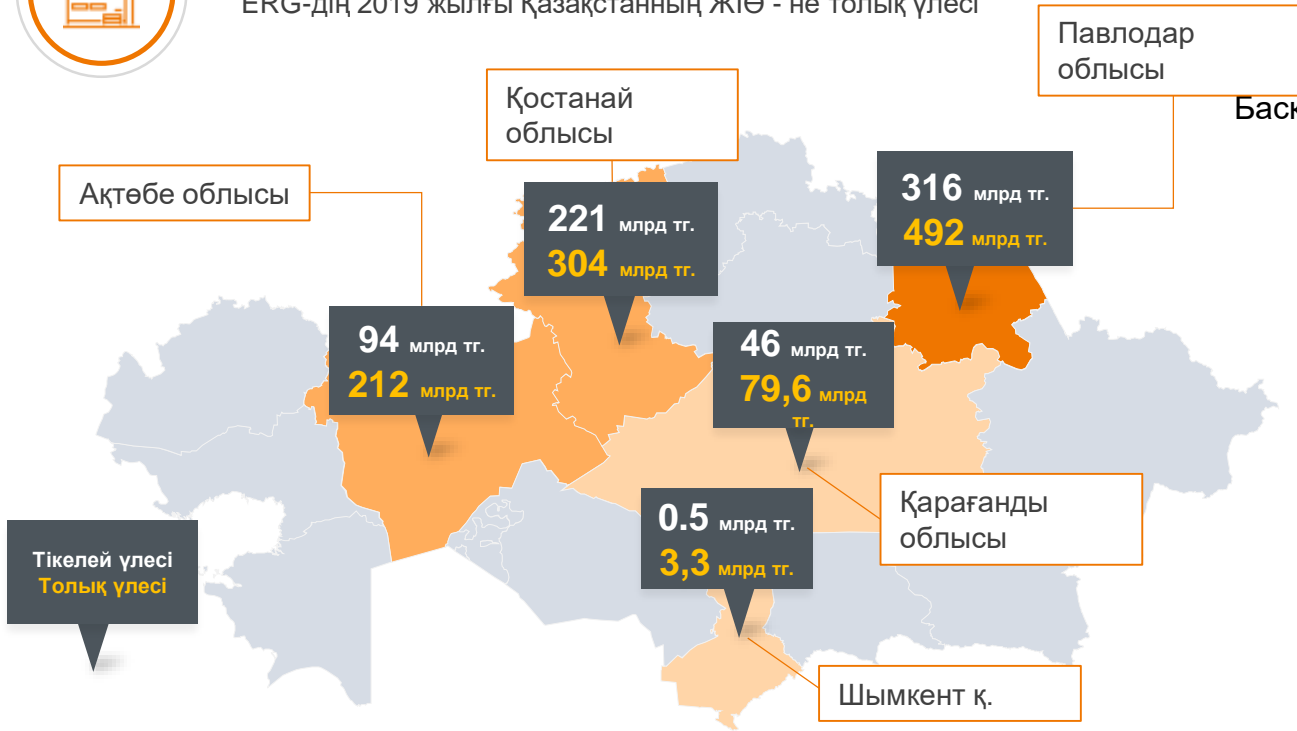 ERG-дің 2019 жылғы Қазақстанның ЖІӨ - не толық үлесі
Павлодар
облысы
Қостанай
облысы
Ақтөбе облысы
316 млрд тг.
492 млрд тг.
221 млрд тг.
304 млрд тг.
94 млрд тг.
212 млрд тг.
46 млрд тг.
79,6 млрд
тг.
Қарағанды
облысы
0.5 млрд тг.
3,3 млрд тг.
Тікелей үлесі
Толық үлесі
Шымкент қ.